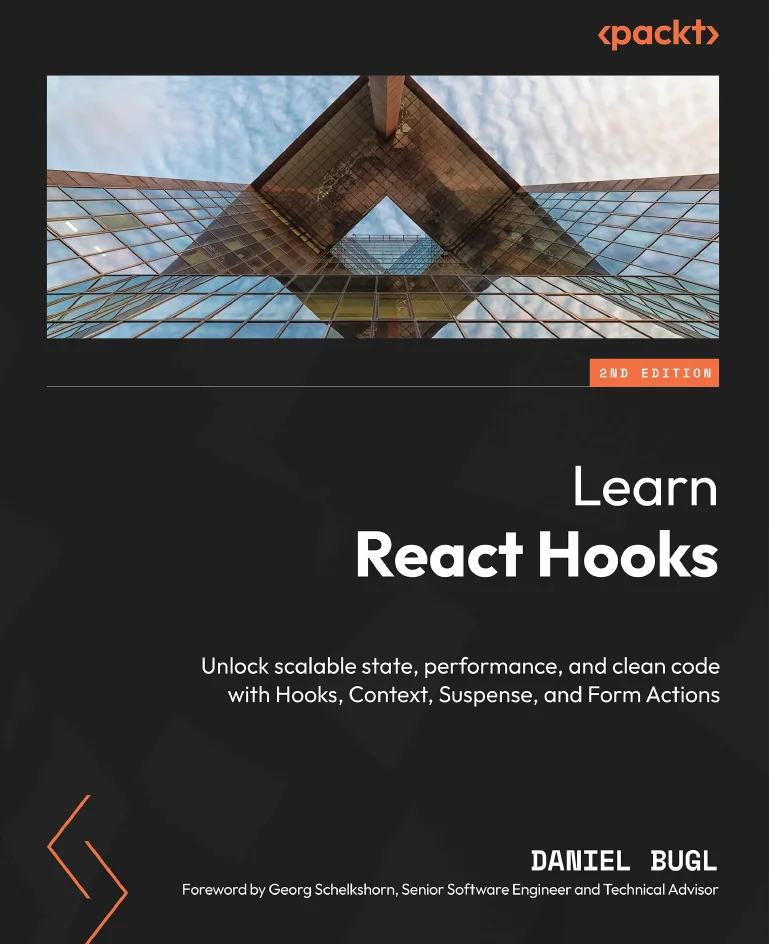 <packt>
2ND EDITION
Learn
React Hooks
Unlock scalable state, performance, and clean code
with Hooks, Context, Suspense, and Form Actions
DANIEL BUGL
Foreword by Georg Schelkshorn, Senior Software Engineer and Technical Advisor